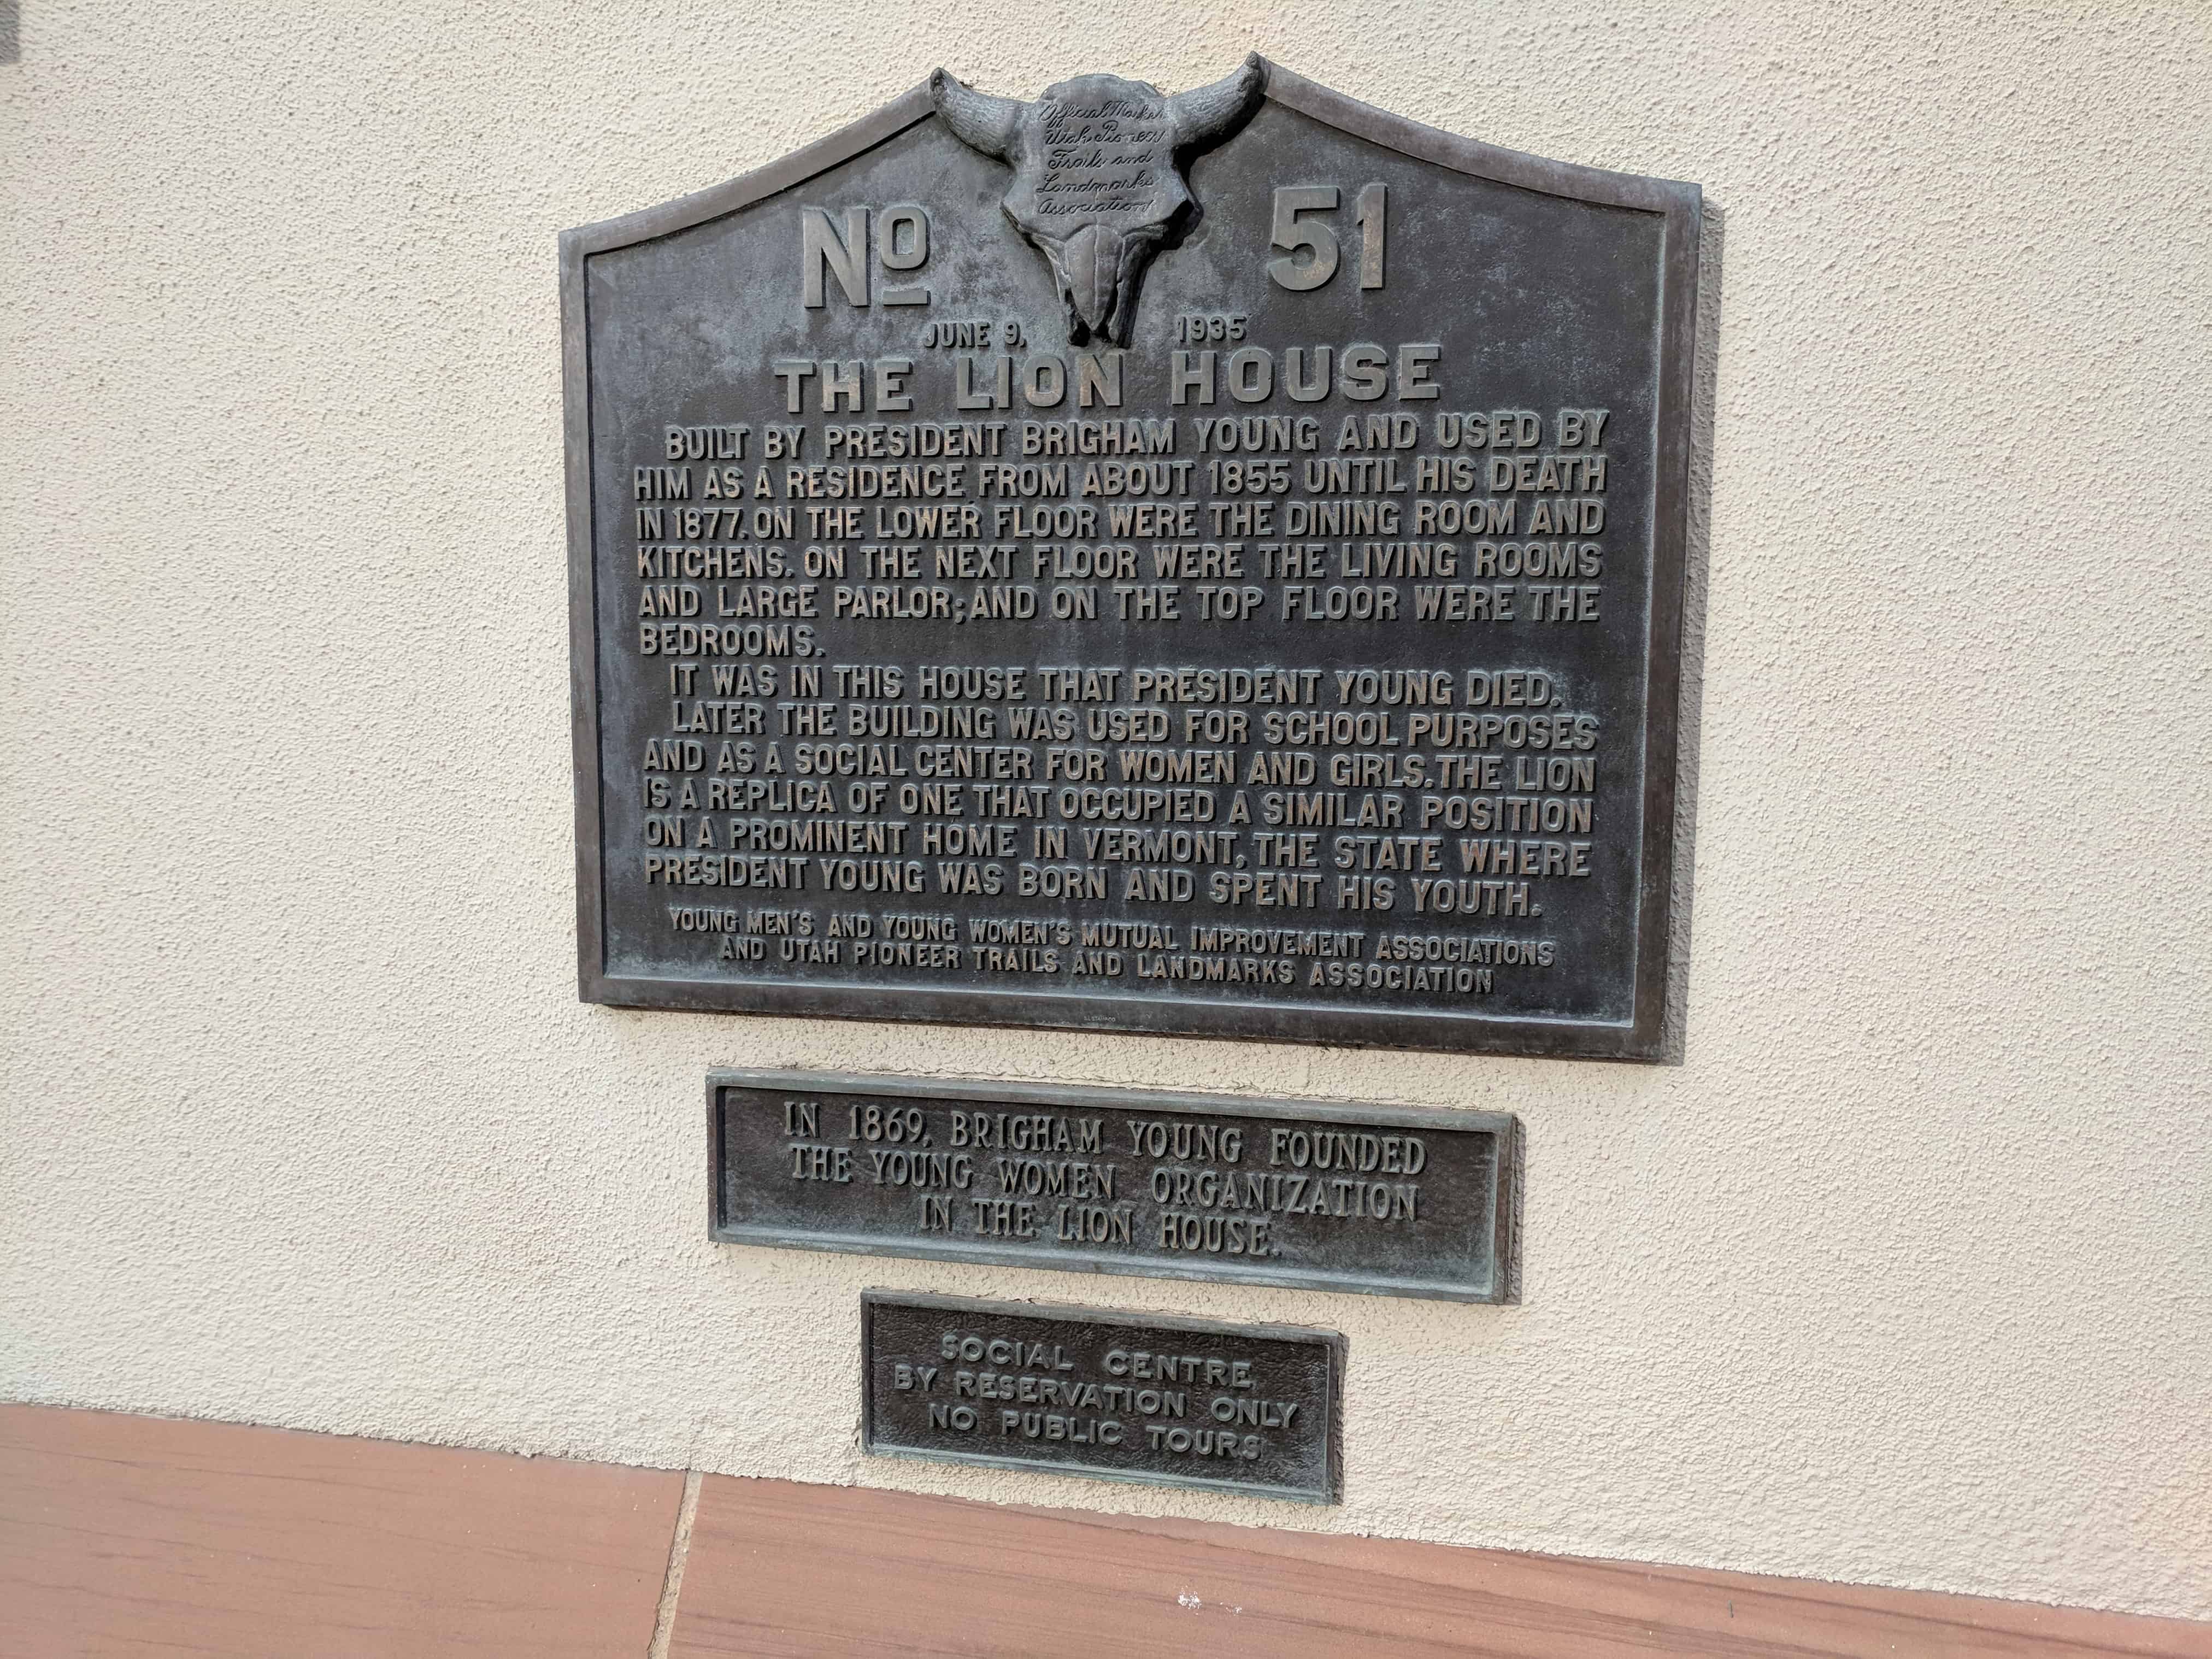 Official Marker
Utah Pioneer
Trails and
Landmarks
Association
No 51
JUNE 9, 1935
THE LION HOUSE
BUILT BY PRESIDENT BRIGHAM YOUNG AND USED BY
HIM AS A RESIDENCE FROM ABOUT 1855 UNTIL HIS DEATH
IN 1877. ON THE LOWER FLOOR WERE THE DINING ROOM AND
KITCHENS. ON THE NEXT FLOOR WERE THE LIVING ROOMS
AND LARGE PARLOR; AND ON THE TOP FLOOR WERE THE
BEDROOMS.
IT WAS IN THIS HOUSE THAT PRESIDENT YOUNG DIED.
LATER THE BUILDING WAS USED FOR SCHOOL PURPOSES
AND AS A SOCIAL CENTER FOR WOMEN AND GIRLS. THE LION
IS A REPLICA OF ONE THAT OCCUPIED A SIMILAR POSITION
ON A PROMINENT HOME IN VERMONT, THE STATE WHERE
PRESIDENT YOUNG WAS BORN AND SPENT HIS YOUTH.
YOUNG MEN'S AND YOUNG WOMEN'S MUTUAL IMPROVEMENT ASSOCIATIONS
AND UTAH PIONEER TRAILS AND LANDMARKS ASSOCIATION
IN 1869, BRIGHAM YOUNG FOUNDED
THE YOUNG WOMEN ORGANIZATION
IN THE LION HOUSE.
SOCIAL CENTRE
BY RESERVATION ONLY
NO PUBLIC TOURS